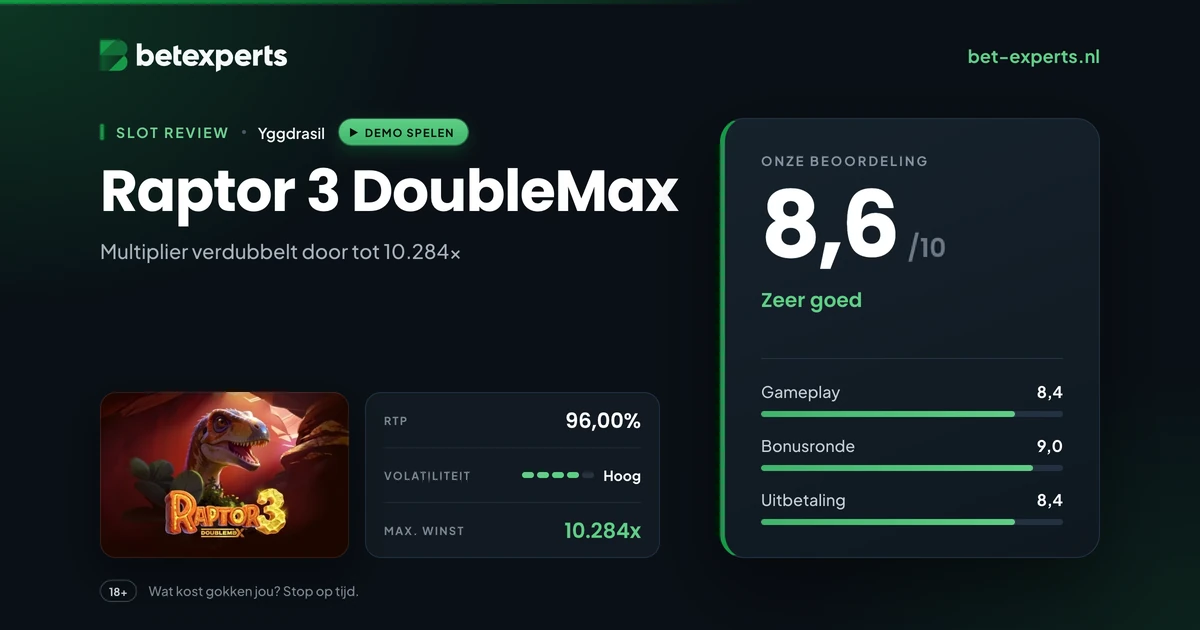 betexperts
bet-experts.nl
SLOT REVIEW • Yggdrasil ▶ DEMO SPELEN
Raptor 3 DoubleMax
Multiplier verdubbelt door tot 10.284×
ONZE BEOORDELING
8,6 /10
Zeer goed
Gameplay 8,4
Bonusronde 9,0
Uitbetaling 8,4
RAPTOR 3
DOUBLEMAX
RTP 96,00%
VOLATILITEIT Hoog
MAX. WINST 10.284x
18+ Wat kost gokken jou? Stop op tijd.